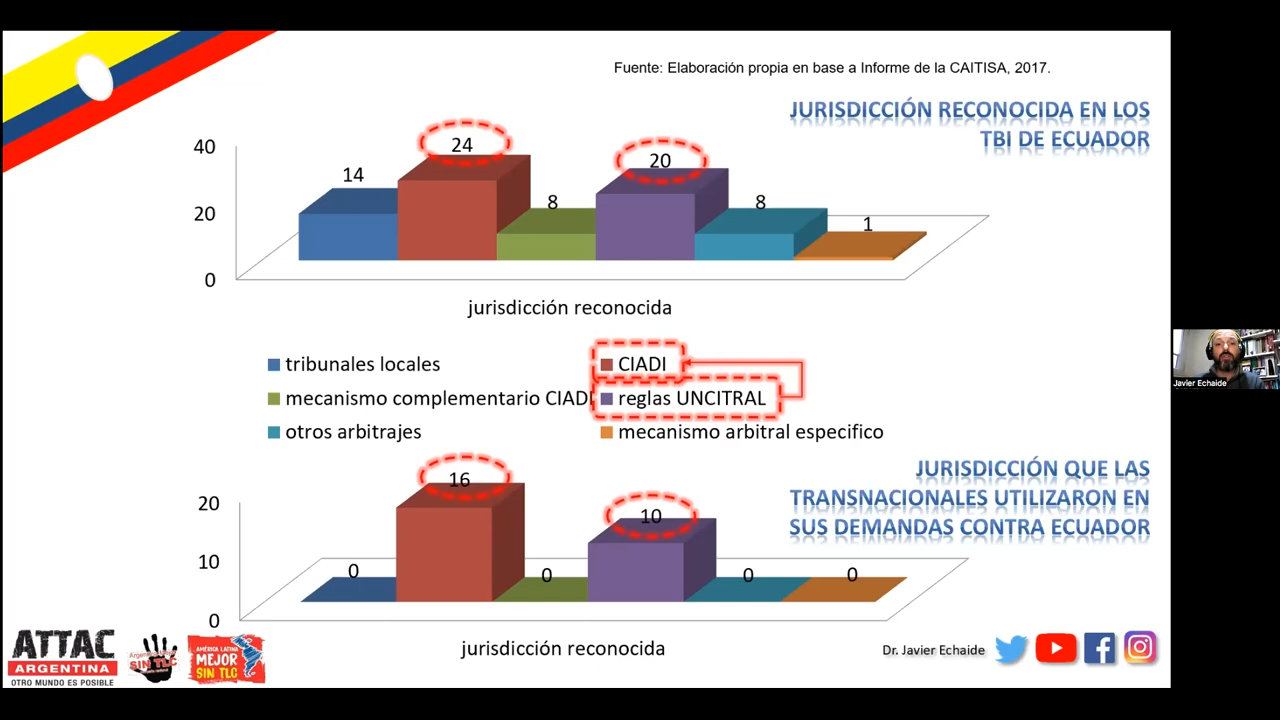 Fuente: Elaboración propia en base a Informe de la CAITISA, 2017.
JURISDICCIÓN RECONOCIDA EN LOS
TBI DE ECUADOR
40
20
0
14
24
8
20
8
1
jurisdicción reconocida
tribunales locales
CIADI
mecanismo complementario CIADI
reglas UNCITRAL
otros arbitrajes
mecanismo arbitral especifico
JURISDICCIÓN QUE LAS
TRANSNACIONALES UTILIZARON EN
SUS DEMANDAS CONTRA ECUADOR
20
10
0
0
16
0
10
0
0
jurisdicción reconocida
ATTAC
ARGENTINA
OTRO MUNDO ES POSIBLE
SIN TLC
AMÉRICA LATINA
MEJOR
SIN TLC
Dr. Javier Echaide
Javier Echaide